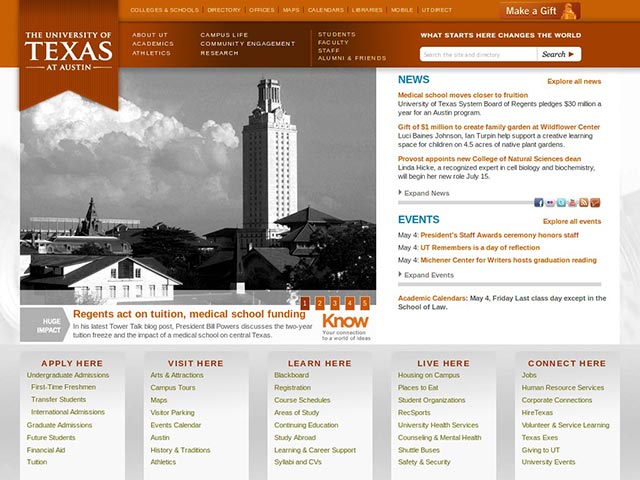 COLLEGES & SCHOOLS
DIRECTORY
OFFICES
MAPS
CALENDARS
LIBRARIES
MOBILE
UTDIRECT
Make a Gift
THE UNIVERSITY OF
TEXAS
AT AUSTIN
ABOUT US
ACADEMICS
ATHLETICS
CAMPUS LIFE
COMMUNITY ENGAGEMENT
RESEARCH
STUDENTS
FACULTY
STAFF
ALUMNI & FRIENDS
WHAT STARTS HERE CHANGES THE WORLD
Search the site and directory
Search
NEWS
Explore all news
Medical school moves closer to fruition
University of Texas System Board of Regents pledges $30 million a
year for an Austin program.
Gift of $1 million to create family garden at Wildflower Center
Luci Baines Johnson, Ian Turpin help support a creative learning
space for children on 4.5 acres of native plant gardens.
Provost appoints new College of Natural Sciences dean
Linda Hicke, a recognized expert in cell biology and biochemistry,
will begin her new role July 15.
Expand News
EVENTS
Explore all events
May 4: President's Staff Awards ceremony honors staff
May 4: UT Remembers is a day of reflection
May 4: Michener Center for Writers hosts graduation reading
Expand Events
Academic Calendars: May 4, Friday Last class day except in the
School of Law.
1 2 3 4 5
HUGE
IMPACT
Regents act on tuition, medical school funding
In his latest Tower Talk blog post, President Bill Powers discusses the two-year
tuition freeze and the impact of a medical school on central Texas.
Know
Your connection
to a world of ideas
APPLY HERE
Undergraduate Admissions
First-Time Freshmen
Transfer Students
International Admissions
Graduate Admissions
Future Students
Financial Aid
Tuition
VISIT HERE
Arts & Attractions
Campus Tours
Maps
Visitor Parking
Events Calendar
Austin
History & Traditions
Athletics
LEARN HERE
Blackboard
Registration
Course Schedules
Areas of Study
Continuing Education
Study Abroad
Learning & Career Support
Syllabi and CVs
LIVE HERE
Housing on Campus
Places to Eat
Student Organizations
RecSports
University Health Services
Counseling & Mental Health
Shuttle Buses
Safety & Security
CONNECT HERE
Jobs
Human Resource Services
Corporate Connections
HireTexas
Volunteer & Service Learning
Texas Exes
Giving to UT
University Events